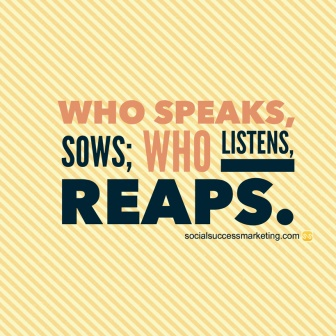 WHO SPEAKS,
SOWS; WHO LISTENS,
REAPS.
socialsuccessmarketing.com